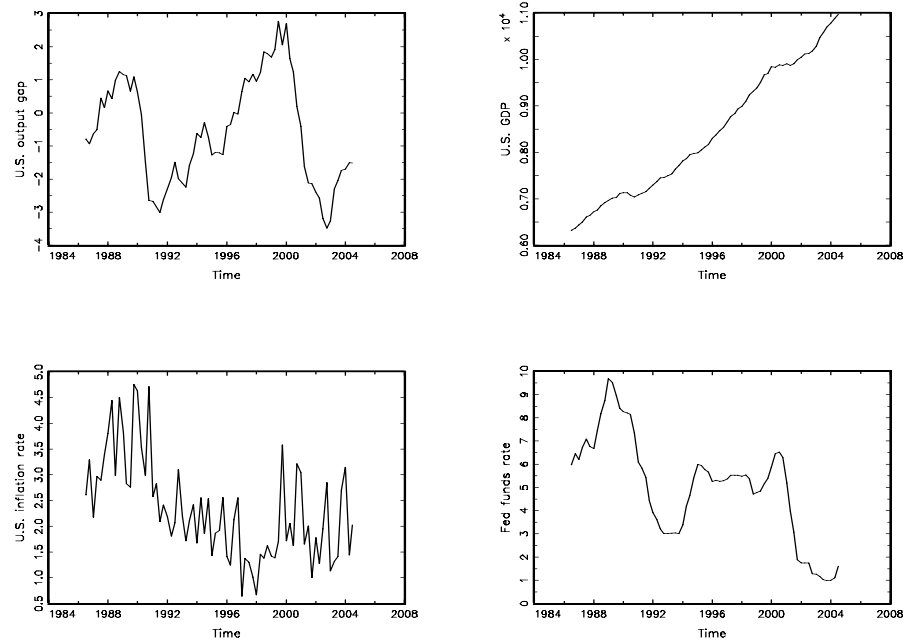 U.S. output gap
3
2
1
0
−1
−2
−3
−4
1984 1988 1992 1996 2000 2004 2008
Time
U.S. GDP
x 10⁴
1.10
1.00
0.90
0.80
0.70
0.60
1984 1988 1992 1996 2000 2004 2008
Time
U.S. inflation rate
5.0
4.5
4.0
3.5
3.0
2.5
2.0
1.5
1.0
0.5
1984 1988 1992 1996 2000 2004 2008
Time
Fed funds rate
10
9
8
7
6
5
4
3
2
1
0
1984 1988 1992 1996 2000 2004 2008
Time